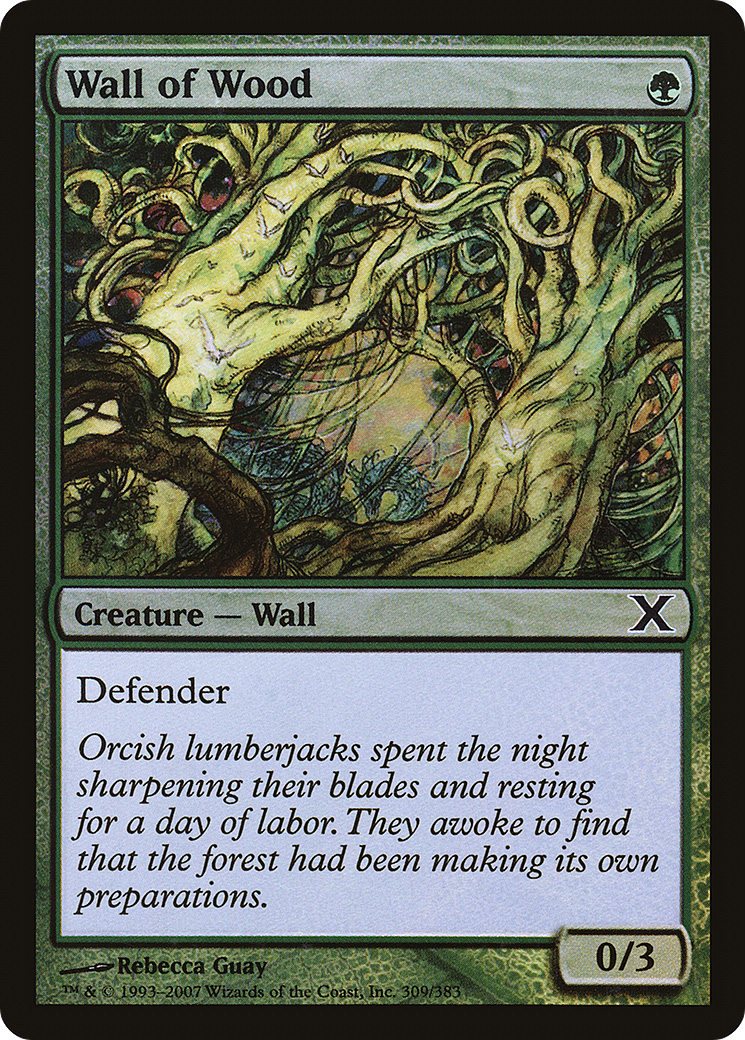 Wall of Wood
Creature — Wall
X
Defender
Orcish lumberjacks spent the night
sharpening their blades and resting
for a day of labor. They awoke to find
that the forest had been making its own
preparations.
0/3
Rebecca Guay
™ & © 1993–2007 Wizards of the Coast, Inc. 309/383